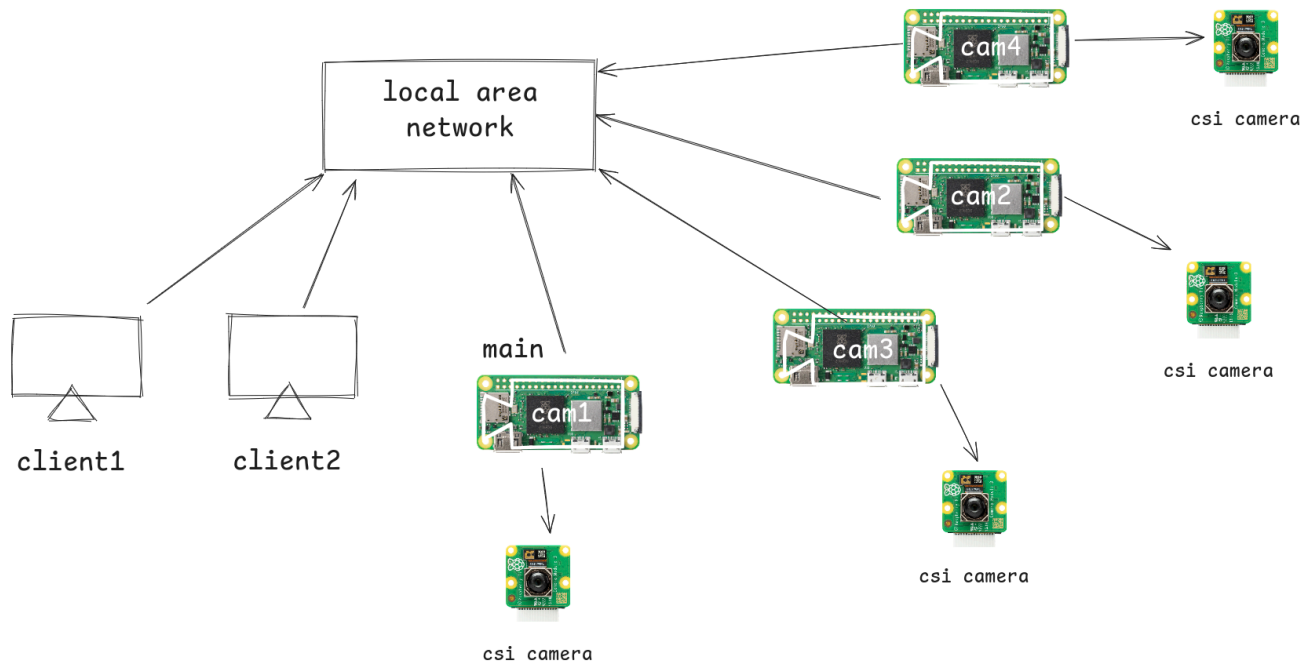 cam4
local area
network
csi camera
cam2
main
cam3
csi camera
cam1
client1
client2
csi camera
csi camera